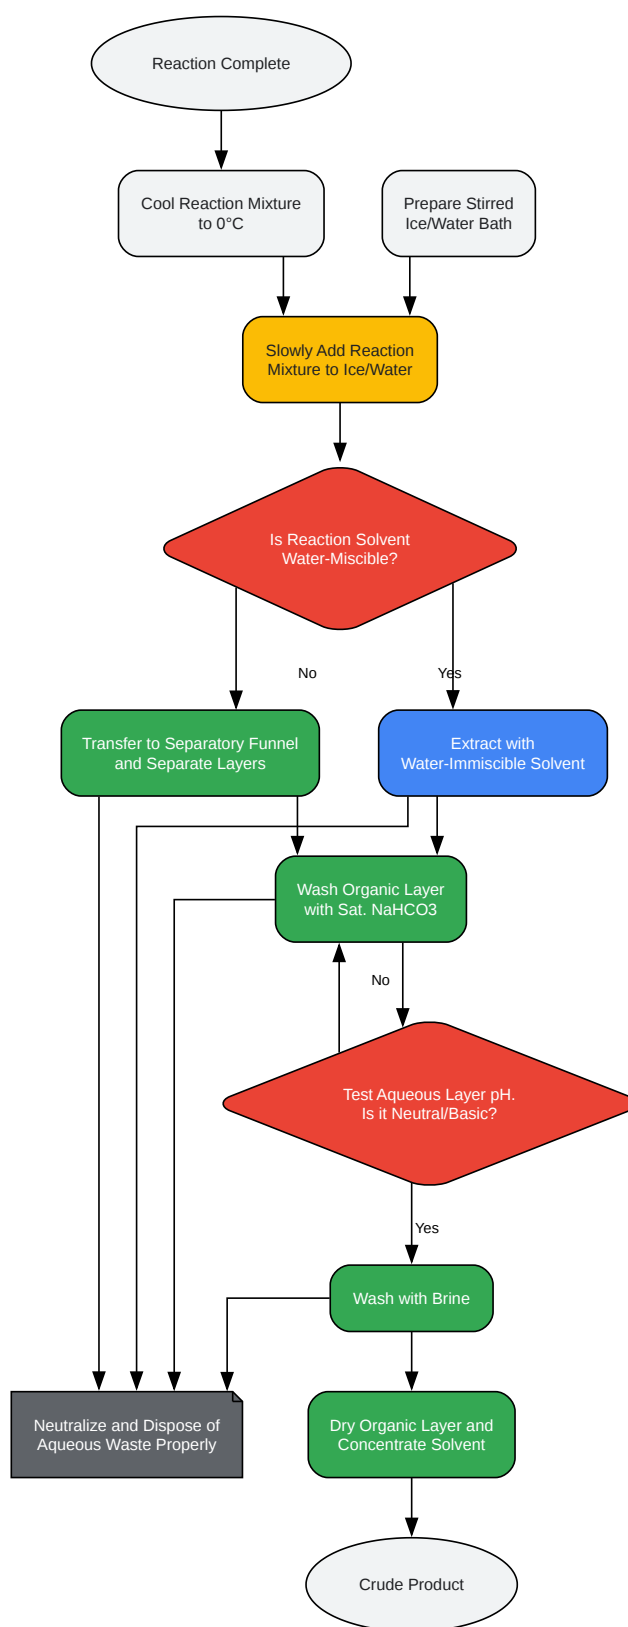 Reaction Complete
Cool Reaction Mixture
to 0°C
Prepare Stirred
Ice/Water Bath
Slowly Add Reaction
Mixture to Ice/Water
Is Reaction Solvent
Water-Miscible?
No
Yes
Transfer to Separatory Funnel
and Separate Layers
Extract with
Water-Immiscible Solvent
Wash Organic Layer
with Sat. NaHCO3
No
Test Aqueous Layer pH.
Is it Neutral/Basic?
Yes
Wash with Brine
Neutralize and Dispose of
Aqueous Waste Properly
Dry Organic Layer and
Concentrate Solvent
Crude Product